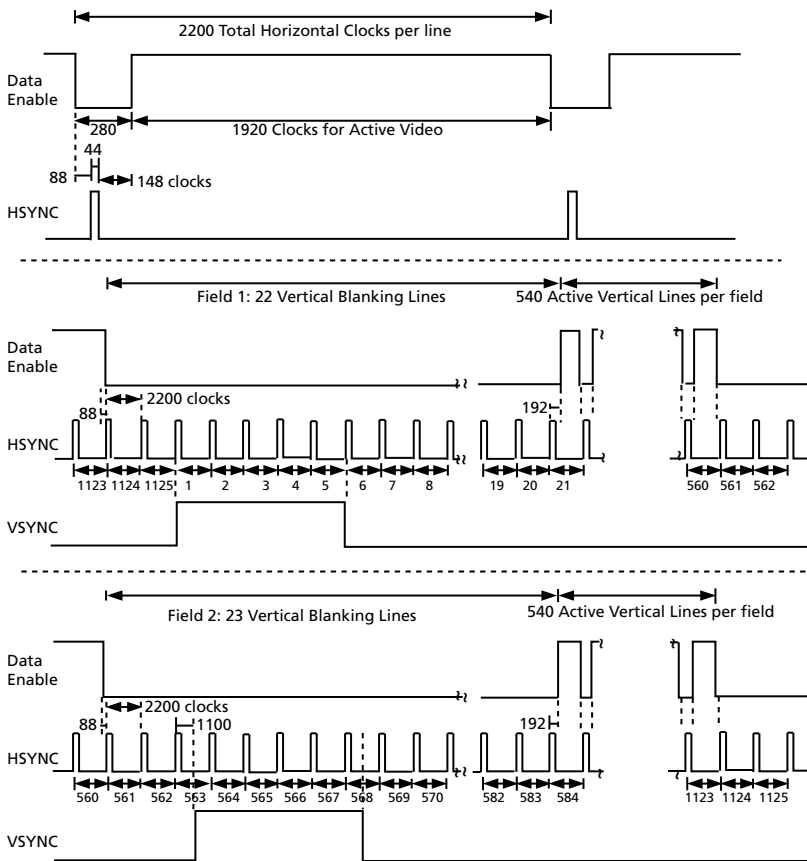 2200 Total Horizontal Clocks per line
Data
Enable
280
1920 Clocks for Active Video
44
88
148 clocks
HSYNC
Field 1: 22 Vertical Blanking Lines
540 Active Vertical Lines per field
Data
Enable
2200 clocks
88
192
HSYNC
1123 1124 1125 1 2 3 4 5 6 7 8 19 20 21 560 561 562
VSYNC
Field 2: 23 Vertical Blanking Lines
540 Active Vertical Lines per field
Data
Enable
2200 clocks
88
1100
192
HSYNC
560 561 562 563 564 565 566 567 568 569 570 582 583 584 1123 1124 1125
VSYNC